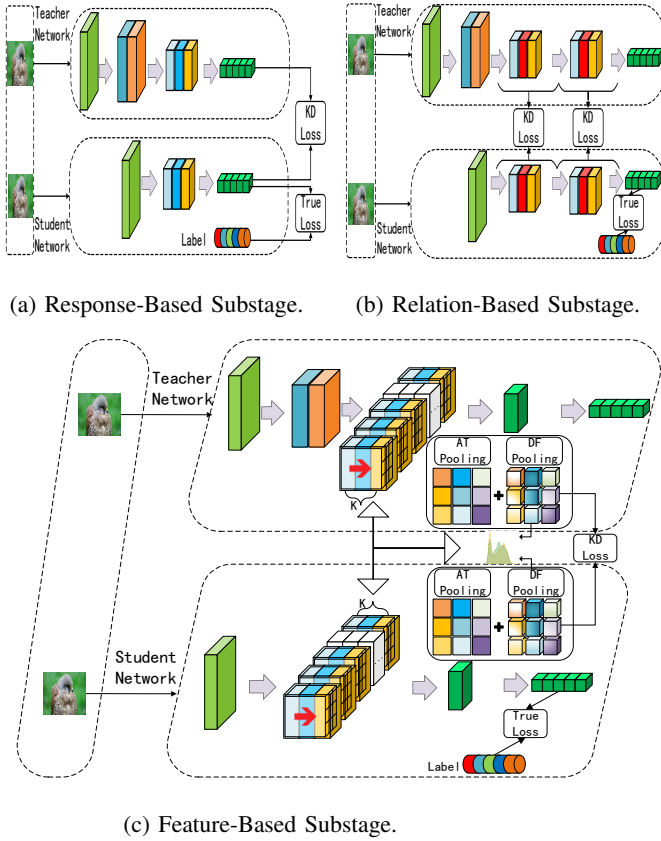 Teacher
Network
KD
Loss
True
Loss
Student
Network
Label
(a) Response-Based Substage.
Teacher
Network
KD
Loss
KD
Loss
True
Loss
Student
Network
(b) Relation-Based Substage.
Teacher
Network
AT
Pooling
DF
Pooling
K
KD
Loss
K
AT
Pooling
DF
Pooling
Student
Network
True
Loss
Label
(c) Feature-Based Substage.